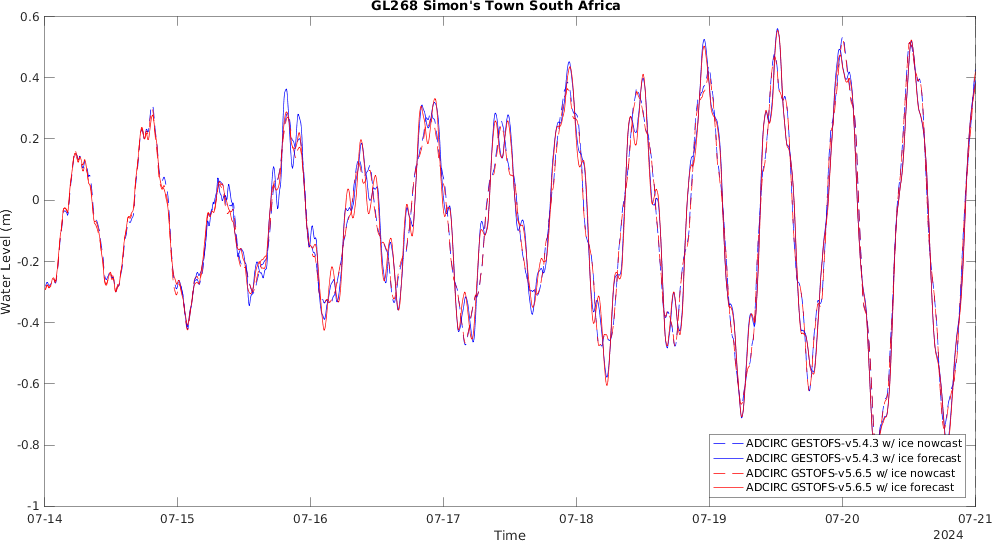 GL268 Simon's Town South Africa
0.6
0.4
0.2
0
-0.2
-0.4
-0.6
-0.8
-1
Water Level (m)
ADCIRC GESTOFS-v5.4.3 w/ ice nowcast
ADCIRC GESTOFS-v5.4.3 w/ ice forecast
ADCIRC GSTOFS-v5.6.5 w/ ice nowcast
ADCIRC GSTOFS-v5.6.5 w/ ice forecast
07-14 07-15 07-16 07-17 07-18 07-19 07-20 07-21
Time
2024